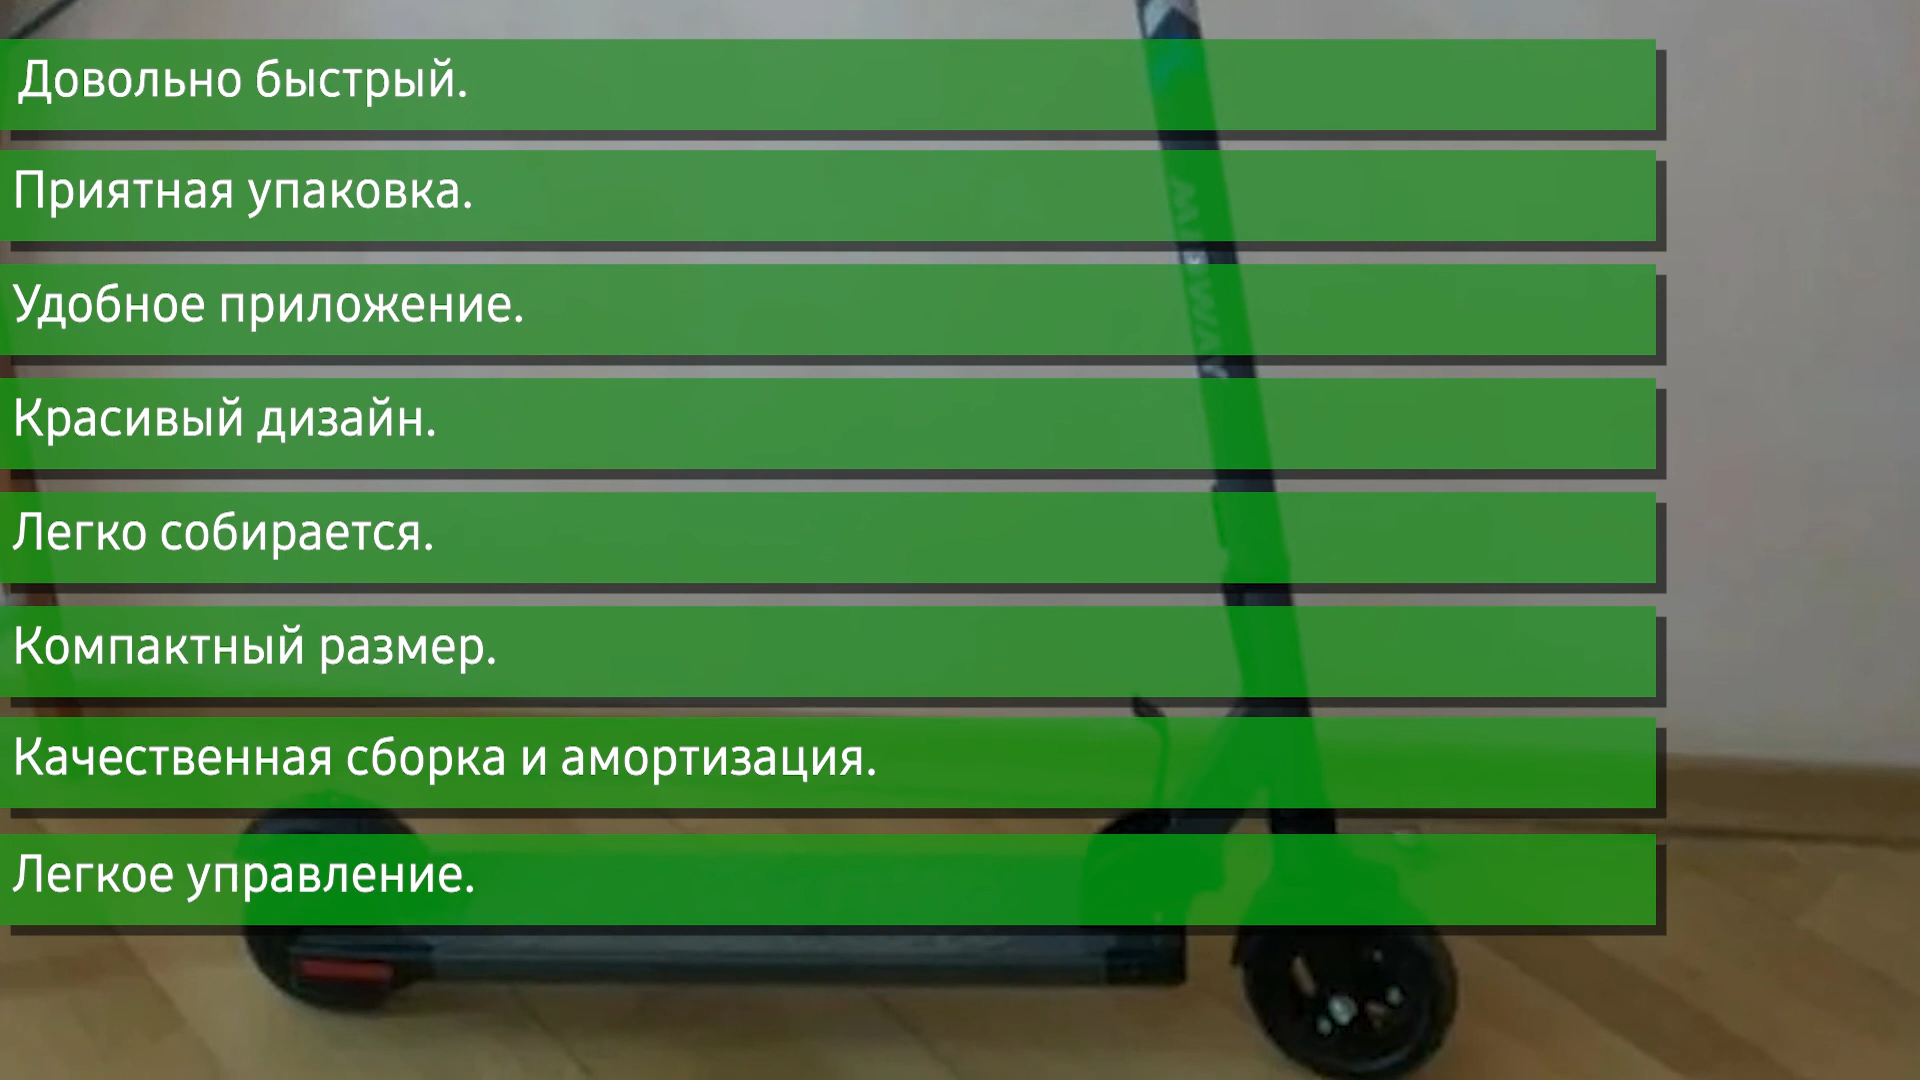 Довольно быстрый.
Приятная упаковка.
Удобное приложение.
Красивый дизайн.
Легко собирается.
Компактный размер.
Качественная сборка и амортизация.
Легкое управление.